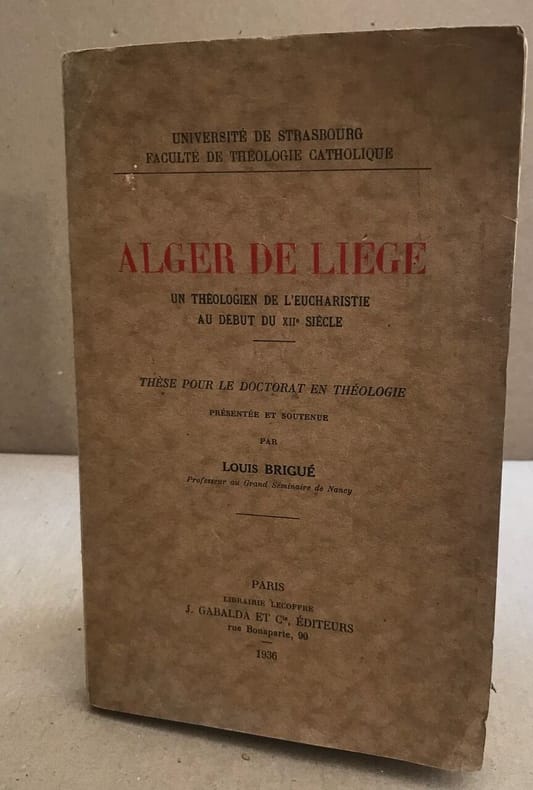 UNIVERSITÉ DE STRASBOURG
FACULTÉ DE THÉOLOGIE CATHOLIQUE
ALGER DE LIÉGE
UN THÉOLOGIEN DE L'EUCHARISTIE
AU DÉBUT DU XIIe SIÈCLE
THÈSE POUR LE DOCTORAT EN THÉOLOGIE
PRÉSENTÉE ET SOUTENUE
PAR
LOUIS BRIGUÉ
Professeur au Grand Séminaire de Nancy
PARIS
LIBRAIRIE LECOFFRE
J. GABALDA ET Cie, ÉDITEURS
rue Bonaparte, 90
1936